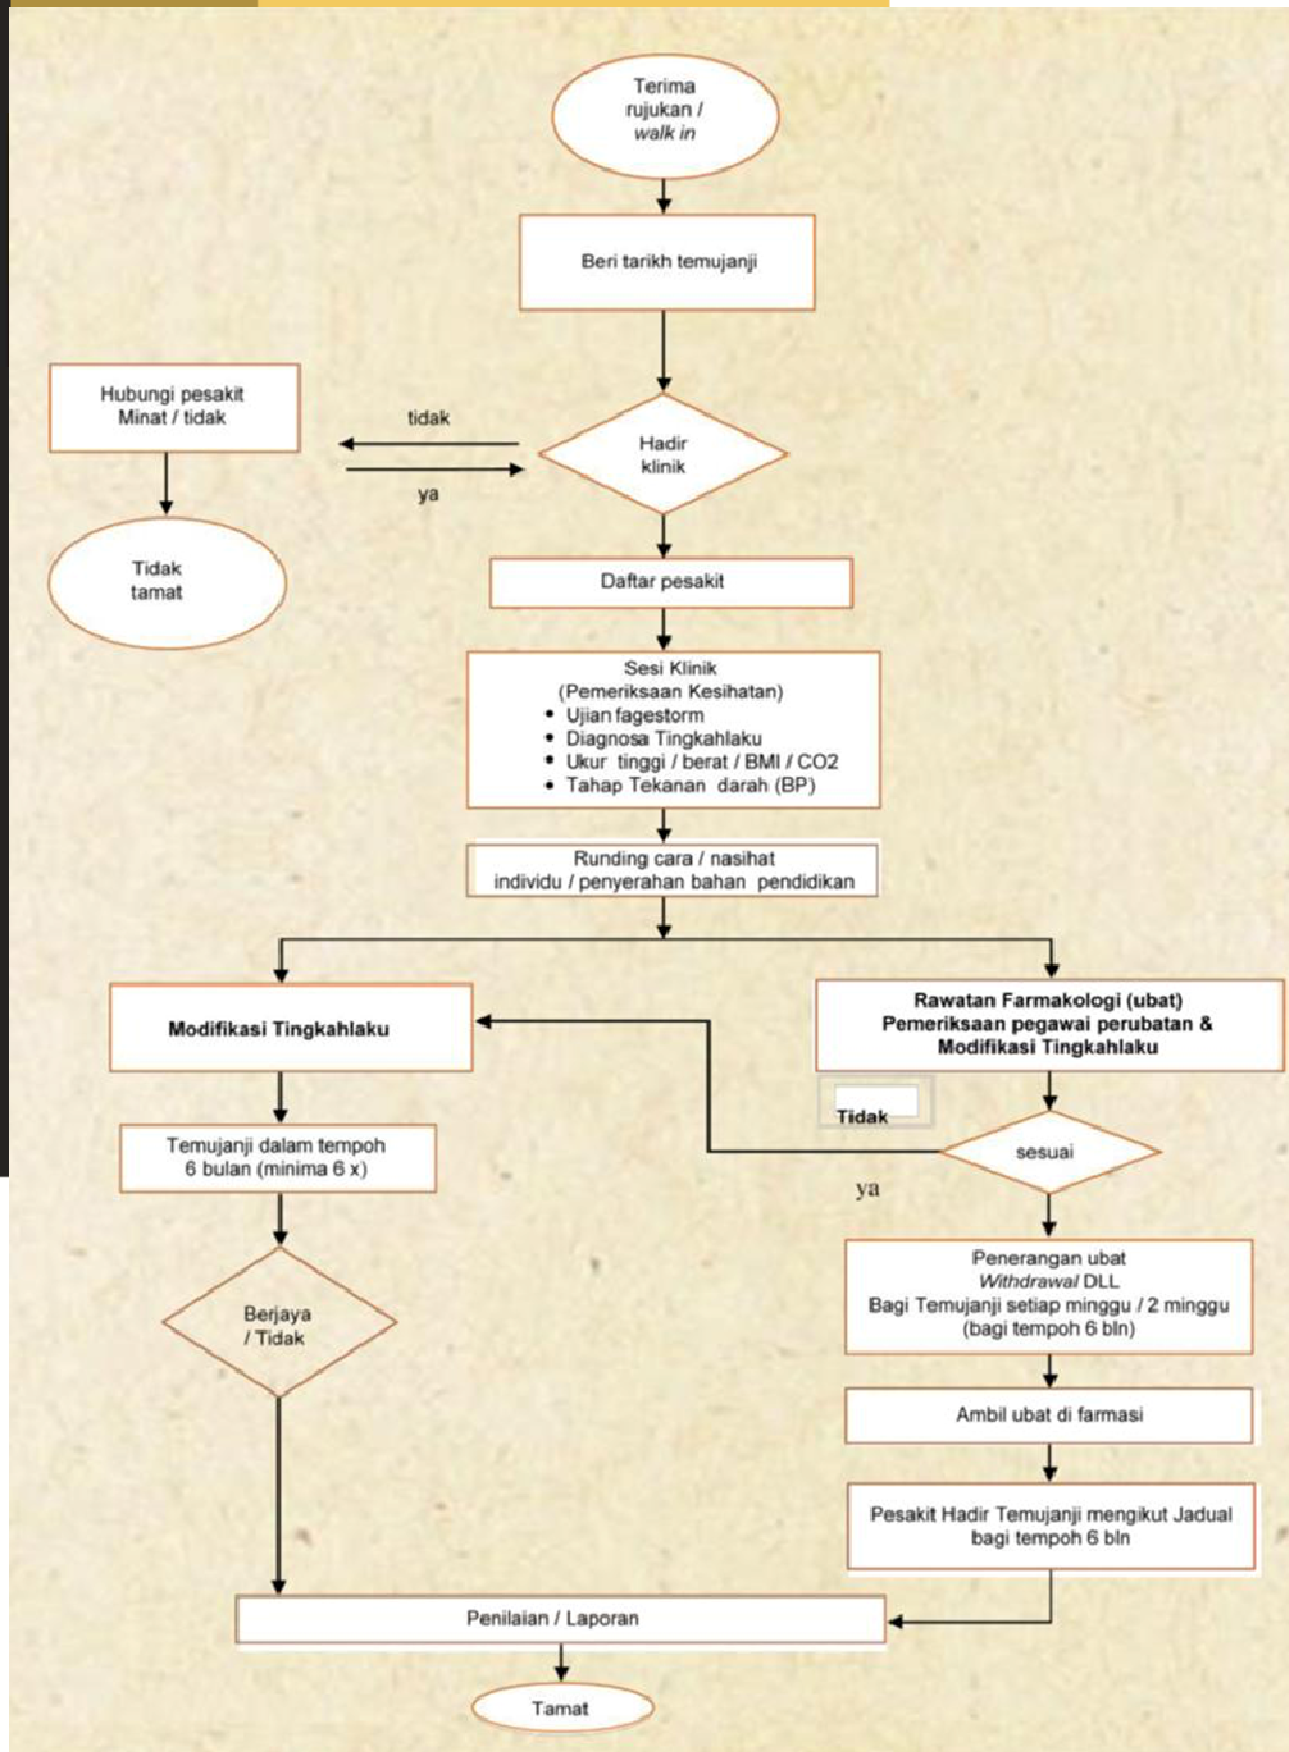 Terima
rujukan /
walk in
Beri tarikh temujanji
Hubungi pesakit
Minat / tidak
tidak
ya
Hadir
klinik
Tidak
tamat
Daftar pesakit
Sesi Klinik
(Pemeriksaan Kesihatan)
• Ujian fagestorm
• Diagnosa Tingkahlaku
• Ukur tinggi / berat / BMI / CO2
• Tahap Tekanan darah (BP)
Runding cara / nasihat
individu / penyerahan bahan pendidikan
Modifikasi Tingkahlaku
Rawatan Farmakologi (ubat)
Pemeriksaan pegawai perubatan &
Modifikasi Tingkahlaku
Tidak
sesuai
ya
Temujanji dalam tempoh
6 bulan (minima 6 x)
Berjaya
/ Tidak
Penerangan ubat
Withdrawal DLL
Bagi Temujanji setiap minggu / 2 minggu
(bagi tempoh 6 bln)
Ambil ubat di farmasi
Pesakit Hadir Temujanji mengikut Jadual
bagi tempoh 6 bln
Penilaian / Laporan
Tamat